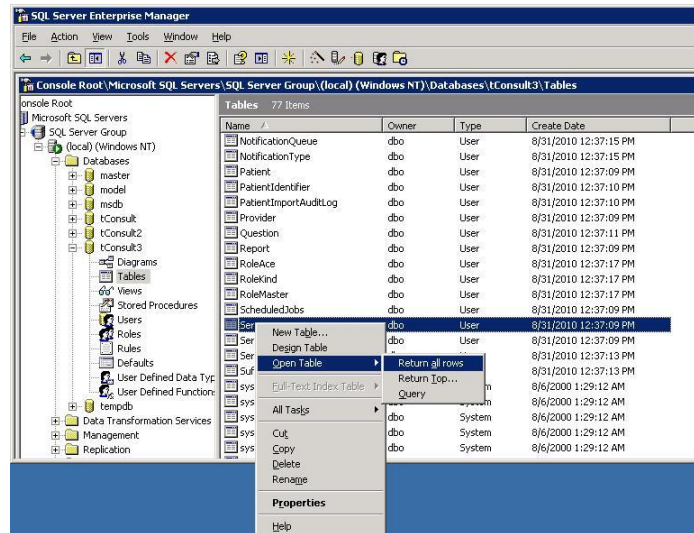 SQL Server Enterprise Manager
File Action View Tools Window Help
Console Root\Microsoft SQL Servers\SQL Server Group\(local) (Windows NT)\Databases\tConsult3\Tables
onsole Root
Microsoft SQL Servers
SQL Server Group
(local) (Windows NT)
Databases
master
model
msdb
tConsult
tConsult2
tConsult3
Diagrams
Tables
Views
Stored Procedures
Users
Roles
Rules
Defaults
User Defined Data Typ
User Defined Function
tempdb
Data Transformation Services
Management
Replication
Tables 77 Items
Name Owner Type Create Date
NotificationQueue dbo User 8/31/2010 12:37:15 PM
NotificationType dbo User 8/31/2010 12:37:15 PM
Patient dbo User 8/31/2010 12:37:09 PM
PatientIdentifier dbo User 8/31/2010 12:37:10 PM
PatientImportAuditLog dbo User 8/31/2010 12:37:10 PM
Provider dbo User 8/31/2010 12:37:09 PM
Question dbo User 8/31/2010 12:37:11 PM
Report dbo User 8/31/2010 12:37:09 PM
RoleAce dbo User 8/31/2010 12:37:17 PM
RoleKind dbo User 8/31/2010 12:37:17 PM
RoleMaster dbo User 8/31/2010 12:37:17 PM
ScheduledJobs dbo User 8/31/2010 12:37:09 PM
Ser dbo User 8/31/2010 12:37:09 PM
Ser dbo User 8/31/2010 12:37:09 PM
Ser 8/31/2010 12:37:13 PM
Suf 8/31/2010 12:37:13 PM
sys m 8/6/2000 1:29:12 AM
sys m 8/6/2000 1:29:12 AM
sys dbo System 8/6/2000 1:29:12 AM
sys dbo System 8/6/2000 1:29:12 AM
sys dbo System 8/6/2000 1:29:12 AM
New Table...
Design Table
Open Table
Full-Text Index Table
All Tasks
Cut
Copy
Delete
Rename
Properties
Help
Return all rows
Return Top...
Query